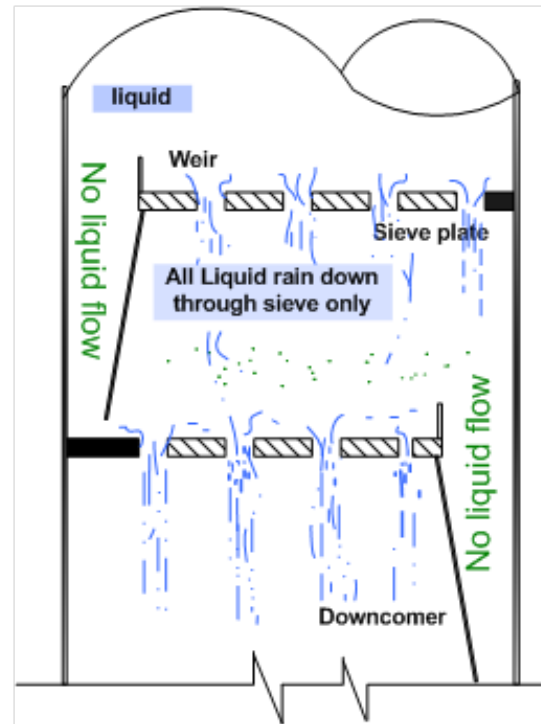 liquid
Weir
No liquid flow
Sieve plate
All Liquid rain down
through sieve only
No liquid flow
Downcomer